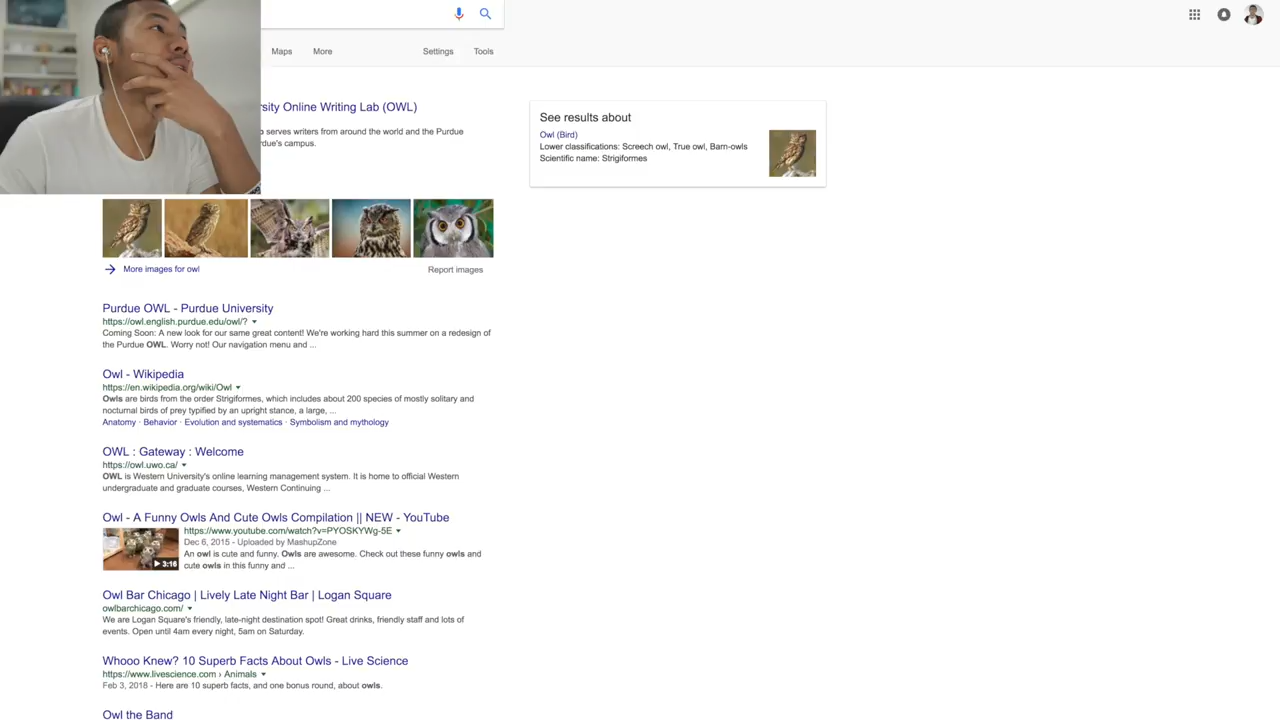 Maps More Settings Tools
sity Online Writing Lab (OWL)
serves writers from around the world and the Purdue
rdue's campus.
See results about
Owl (Bird)
Lower classifications: Screech owl, True owl, Barn-owls
Scientific name: Strigiformes
More images for owl
Report images
Purdue OWL - Purdue University
https://owl.english.purdue.edu/owl/?
Coming Soon: A new look for our same great content! We're working hard this summer on a redesign of
the Purdue OWL. Worry not! Our navigation menu and ...
Owl - Wikipedia
https://en.wikipedia.org/wiki/Owl
Owls are birds from the order Strigiformes, which includes about 200 species of mostly solitary and
nocturnal birds of prey typified by an upright stance, a large, ...
Anatomy · Behavior · Evolution and systematics · Symbolism and mythology
OWL : Gateway : Welcome
https://owl.uwo.ca/
OWL is Western University's online learning management system. It is home to official Western
undergraduate and graduate courses, Western Continuing ...
Owl - A Funny Owls And Cute Owls Compilation || NEW - YouTube
https://www.youtube.com/watch?v=PYOSKYWg-5E
Dec 6, 2015 - Uploaded by MashupZone
An owl is cute and funny. Owls are awesome. Check out these funny owls and
cute owls in this funny and ...
3:16
Owl Bar Chicago | Lively Late Night Bar | Logan Square
owlbarchicago.com/
We are Logan Square's friendly, late-night destination spot! Great drinks, friendly staff and lots of
events. Open until 4am every night, 5am on Saturday.
Whooo Knew? 10 Superb Facts About Owls - Live Science
https://www.livescience.com › Animals
Feb 3, 2018 - Here are 10 superb facts, and one bonus round, about owls.
Owl the Band